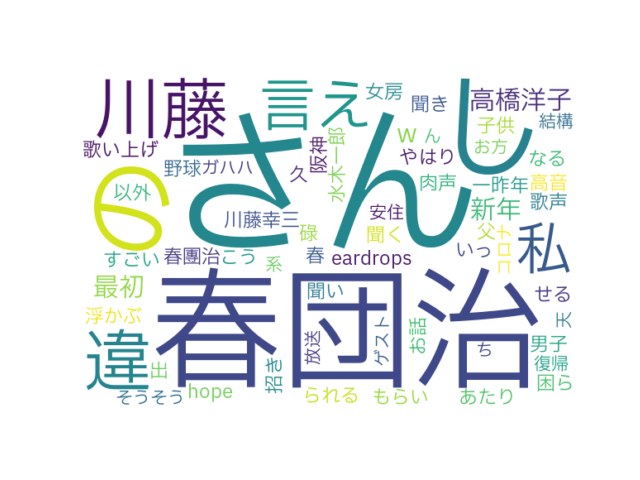 川藤
言え
さんし
女房
聞き
高橋洋子
子供
結構
歌い上げ
野球
ガハハ
久
阪神
水木一郎
w
ん
やはり
お方
なる
の
以外
肉声
一昨年
高音
歌声
川藤幸三
碌
安住
新年
聞く
父
コロナ
私
すごい
春團治
こう
系
春
eardrops
いっ
最初
浮かぶ
春団治
聞い
せる
放送
ゲスト
お話
ち
天
男子
復帰
困ら
違
出
招き
そうそう
hope
られる
もらい
あたり